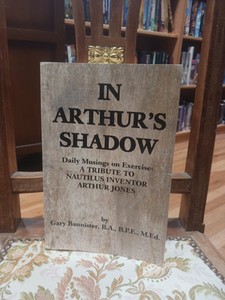 IN
ARTHUR'S
SHADOW
Daily Musings on Exercise:
A TRIBUTE TO
NAUTILUS INVENTOR
ARTHUR JONES
by
Gary Bannister, B.A., B.P.E., M.Ed.